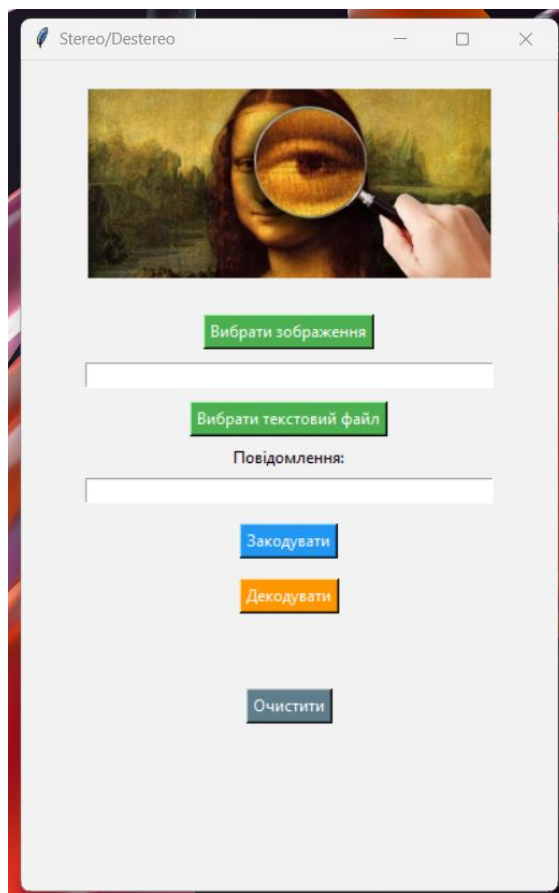 Stereo/Destereo
Вибрати зображення
Вибрати текстовий файл
Повідомлення:
Закодувати
Декодувати
Очистити